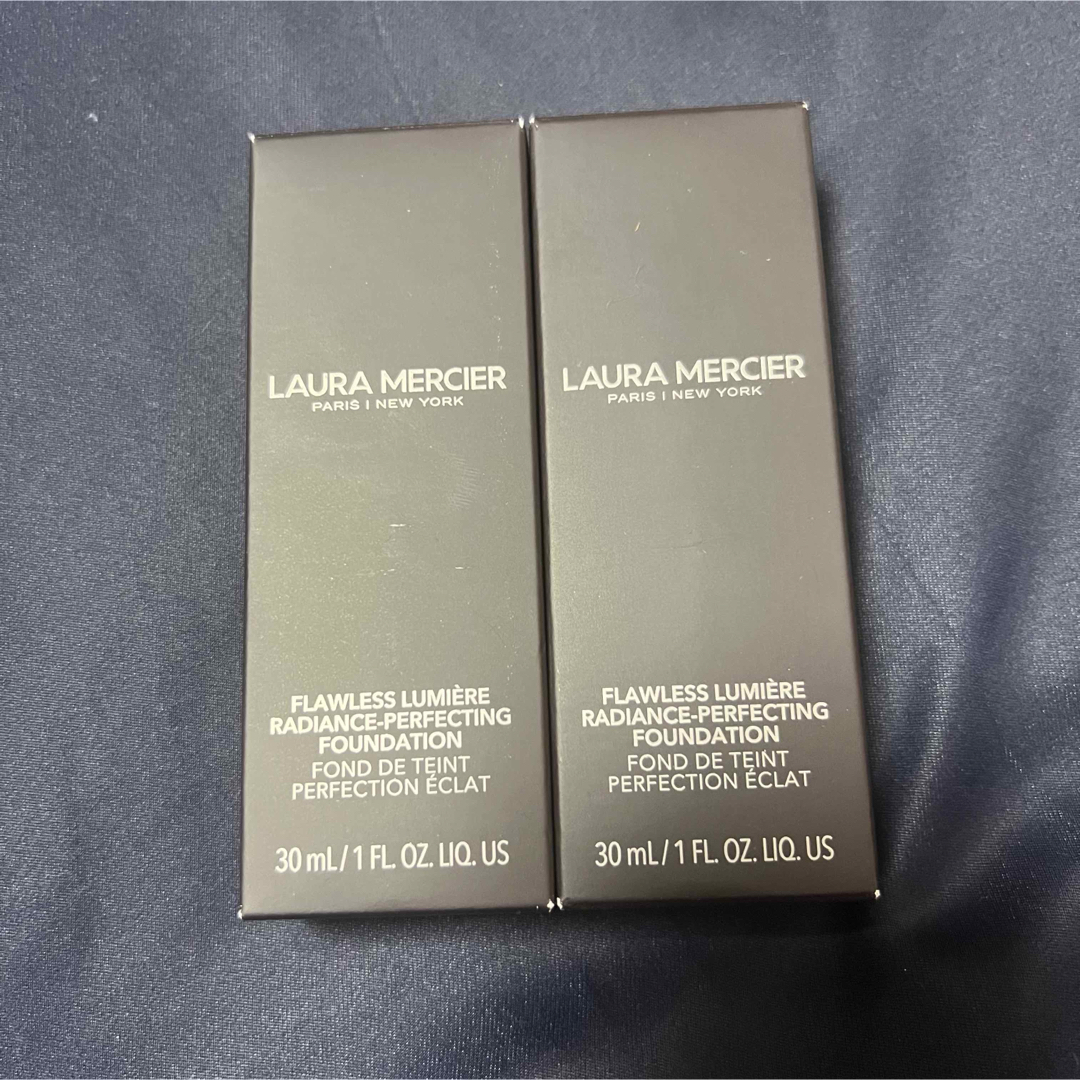 LAURA MERCIER
PARIS | NEW YORK
FLAWLESS LUMIÈRE
RADIANCE-PERFECTING
FOUNDATION
FOND DE TEINT
PERFECTION ÉCLAT
30 mL / 1 FL. OZ. LIQ. US
LAURA MERCIER
PARIS | NEW YORK
FLAWLESS LUMIÈRE
RADIANCE-PERFECTING
FOUNDATION
FOND DE TEINT
PERFECTION ÉCLAT
30 mL / 1 FL. OZ. LIQ. US